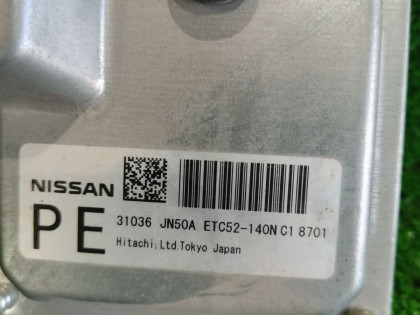 NISSAN
PE 31036 JN50A ETC52-140N C1 8701
Hitachi,Ltd.Tokyo Japan